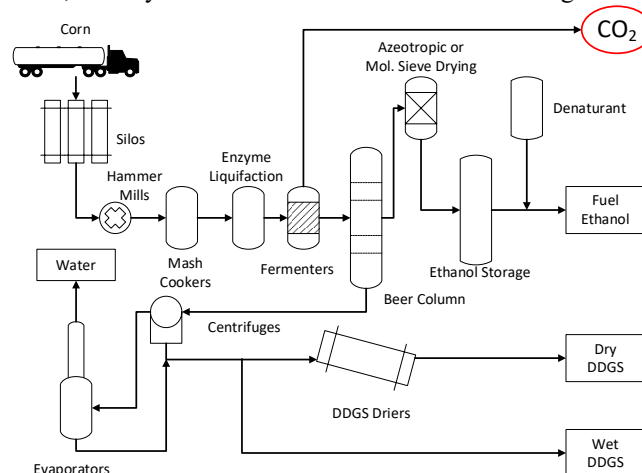 Corn
CO₂
Azeotropic or
Mol. Sieve Drying
Denaturant
Silos
Hammer
Mills
Enzyme
Liquifaction
Fuel
Ethanol
Water
Mash
Cookers
Fermenters
Ethanol Storage
Beer Column
Centrifuges
Dry
DDGS
DDGS Driers
Wet
DDGS
Evaporators